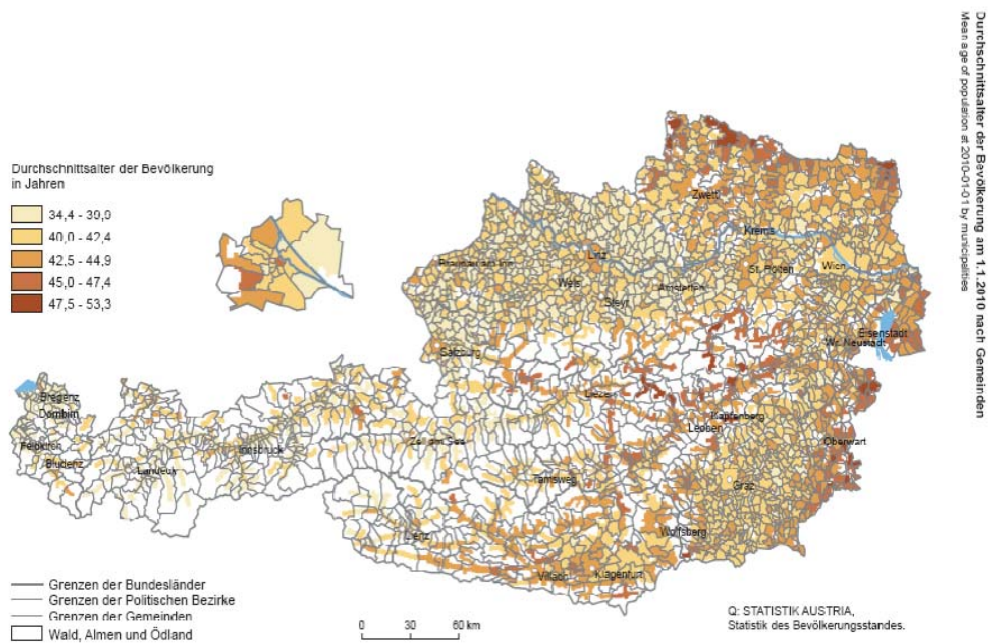 Durchschnittsalter der Bevölkerung am 1.1.2010 nach Gemeinden
Mean age of population at 2010-01-01 by municipalities
Durchschnittsalter der Bevölkerung
in Jahren
34,4 - 39,9
40,0 - 42,4
42,5 - 44,9
45,0 - 47,4
47,5 - 53,3
Zwettl
Krems
Linz
Braunau am Inn
St. Pölten
Wien
Wels
Amstetten
Steyr
Eisenstadt
Wr. Neustadt
Salzburg
Liezen
Bregenz
Dornbirn
Kapfenberg
Leoben
Feldkirch
Zell am See
Oberwart
Innsbruck
Bludenz
Landeck
Tamsweg
Graz
Lienz
Wolfsberg
Villach
Klagenfurt
Grenzen der Bundesländer
Grenzen der Politischen Bezirke
Grenzen der Gemeinden
Wald, Almen und Ödland
0 30 60 km
Q: STATISTIK AUSTRIA,
Statistik des Bevölkerungsstandes.